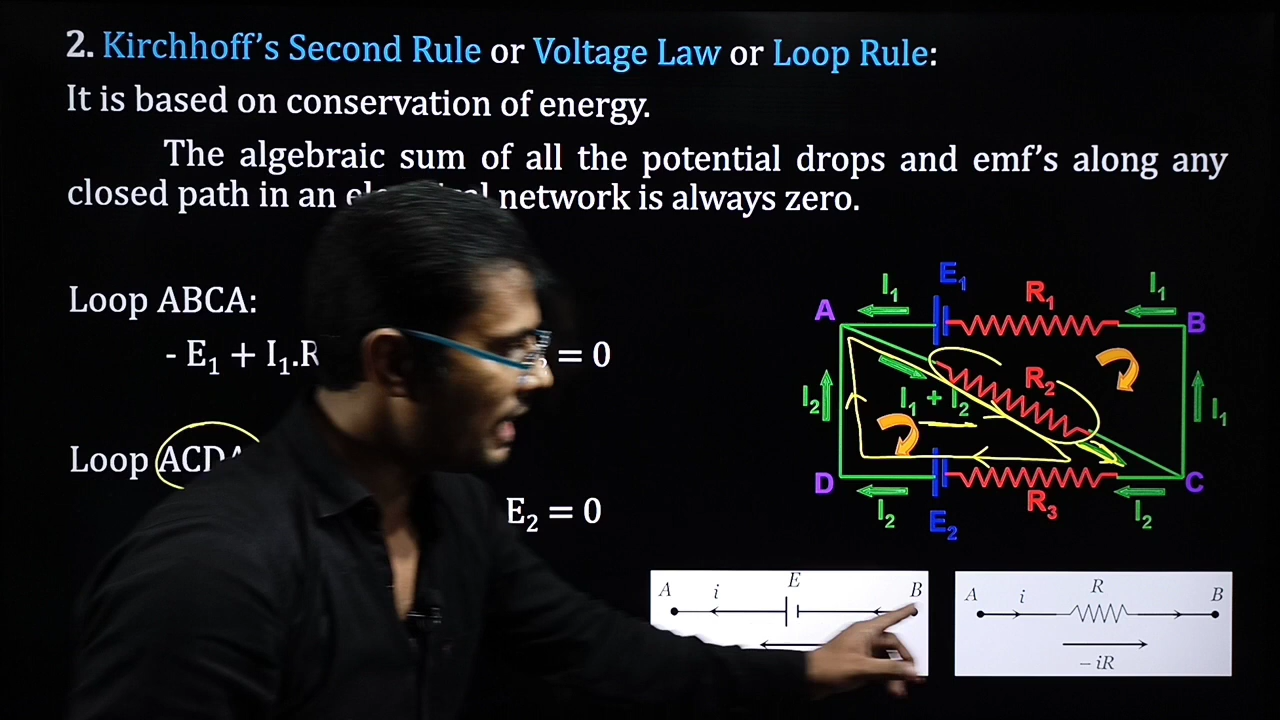 2. Kirchhoff's Second Rule or Voltage Law or Loop Rule:
It is based on conservation of energy.
The algebraic sum of all the potential drops and emf's along any
closed path in an network is always zero.
Loop ABCA:
- E₁ + I₁.R = 0
Loop ACDA
E₂ = 0
E₁
I₁ R₁ I₁
A B
R₂
I₂ I₁ + I₂ I₁
D C
I₂ E₂ R₃ I₂
A i E B
A i R B
– iR